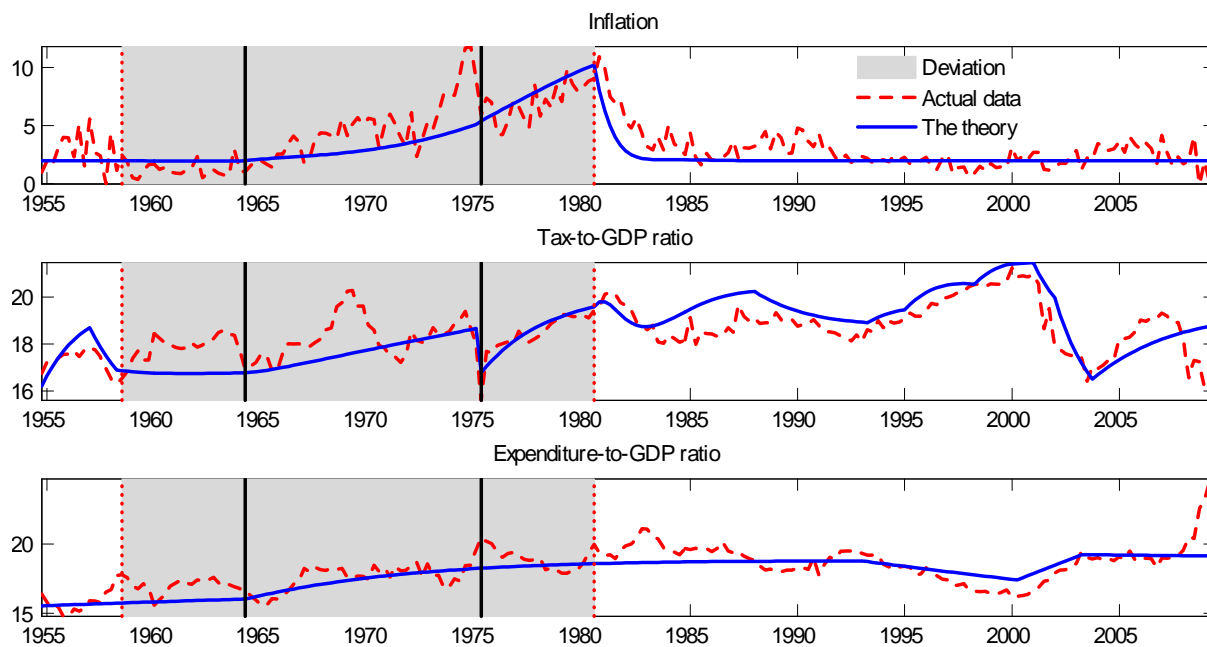 Inflation
10
5
0
Deviation
Actual data
The theory
1955 1960 1965 1970 1975 1980 1985 1990 1995 2000 2005
Tax-to-GDP ratio
20
18
16
1955 1960 1965 1970 1975 1980 1985 1990 1995 2000 2005
Expenditure-to-GDP ratio
20
15
1955 1960 1965 1970 1975 1980 1985 1990 1995 2000 2005